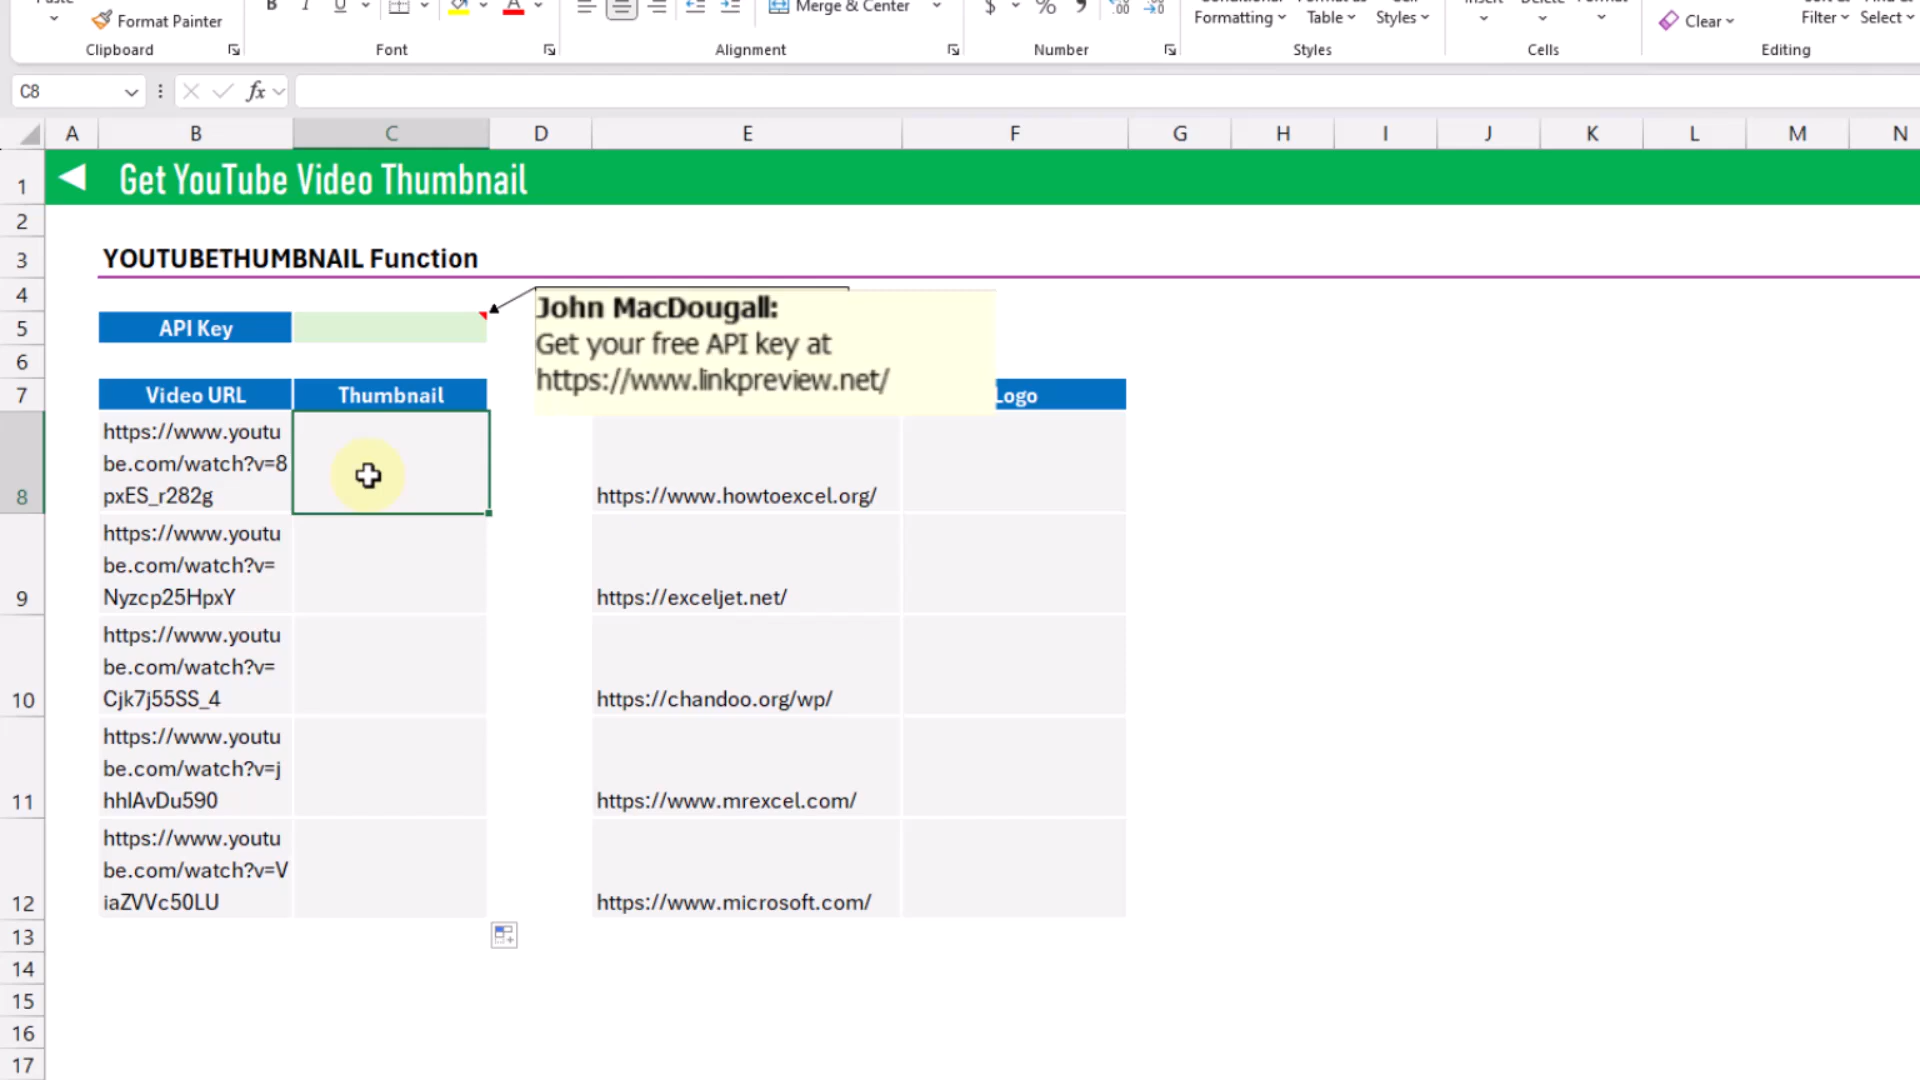 Format Painter
Merge & Center
$
%
Formatting
Table
Styles
Clear
Filter
Select
Clipboard
Font
Alignment
Number
Styles
Cells
Editing
C8
fx
A B C D E F G H I J K L M N
1
Get YouTube Video Thumbnail
2
3
YOUTUBETHUMBNAIL Function
4
John MacDougall:
Get your free API key at
https://www.linkpreview.net/
5
API Key
6
7
Video URL
Thumbnail
Logo
8
https://www.youtu
be.com/watch?v=8
pxES_r282g
https://www.howtoexcel.org/
9
https://www.youtu
be.com/watch?v=
Nyzcp25HpxY
https://exceljet.net/
10
https://www.youtu
be.com/watch?v=
Cjk7j55SS_4
https://chandoo.org/wp/
11
https://www.youtu
be.com/watch?v=j
hhlAvDu590
https://www.mrexcel.com/
12
https://www.youtu
be.com/watch?v=V
iaZVVc50LU
https://www.microsoft.com/
13
14
15
16
17